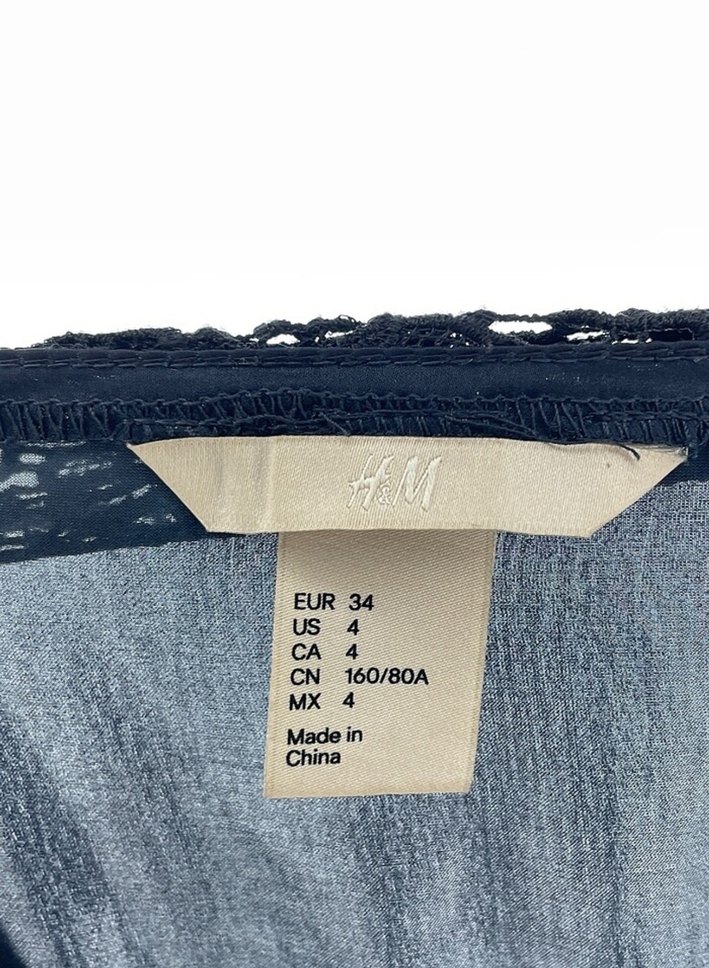 H&M
EUR 34
US 4
CA 4
CN 160/80A
MX 4
Made in
China